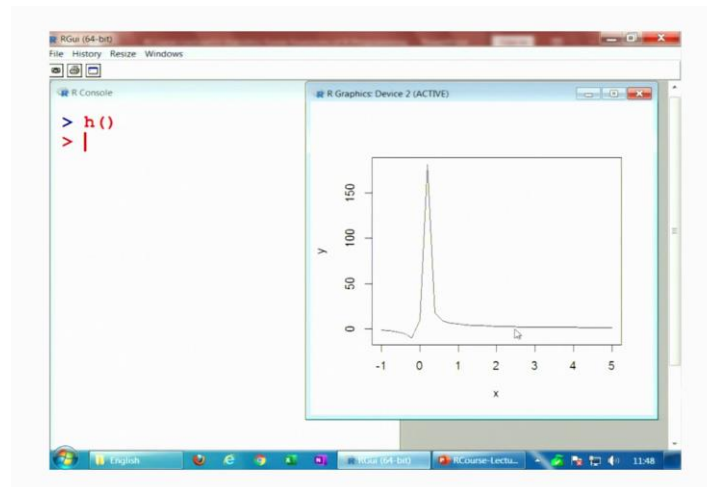 RGui (64-bit)
File History Resize Windows
R Console
R Graphics: Device 2 (ACTIVE)
> h()
>
150
100
50
0
y
-1 0 1 2 3 4 5
x
English
RGui (64-bit)
RCourse-Lectu...
11:48